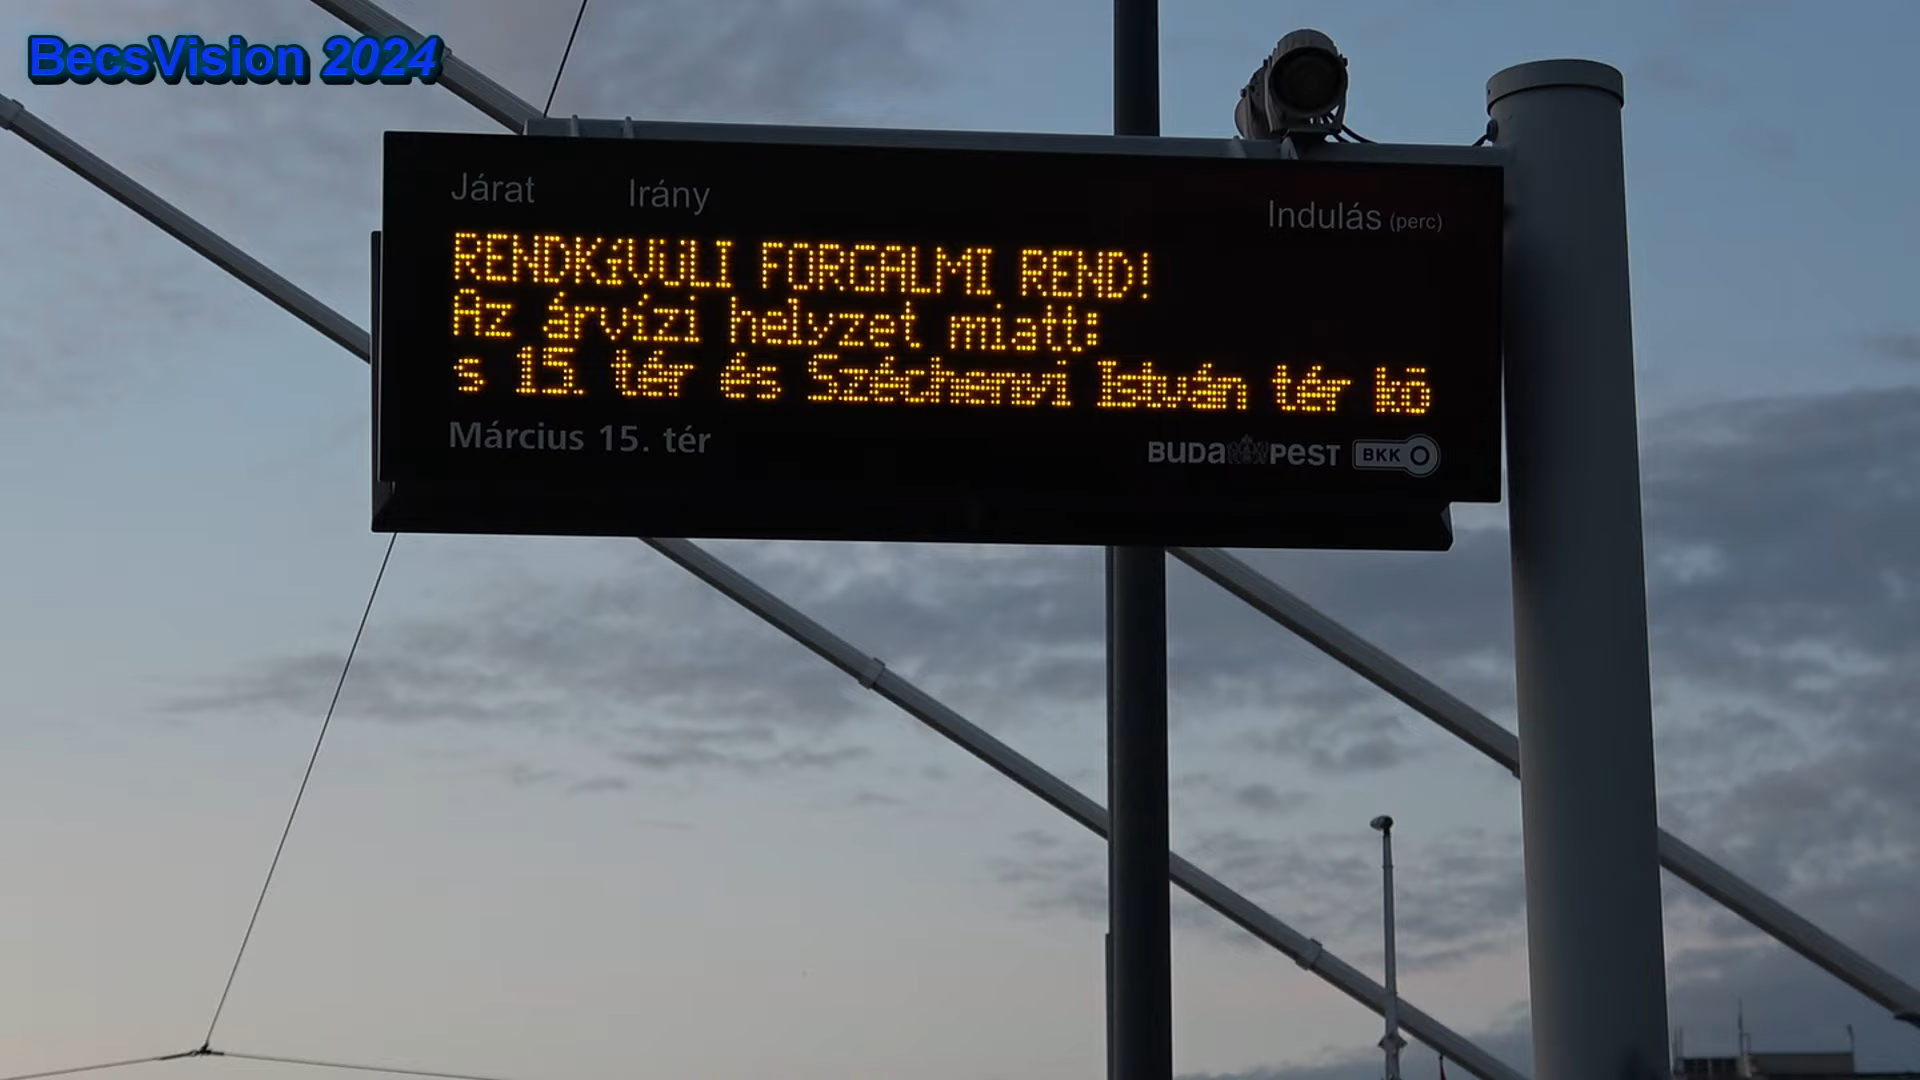 BecsVision 2024
Járat Irány Indulás (perc)
RENDKíVÜLI FORGALMI REND!
Az árvízi helyzet miatt:
s 15. tér és Széchenyi István tér kö
Március 15. tér BUDAPEST BKK